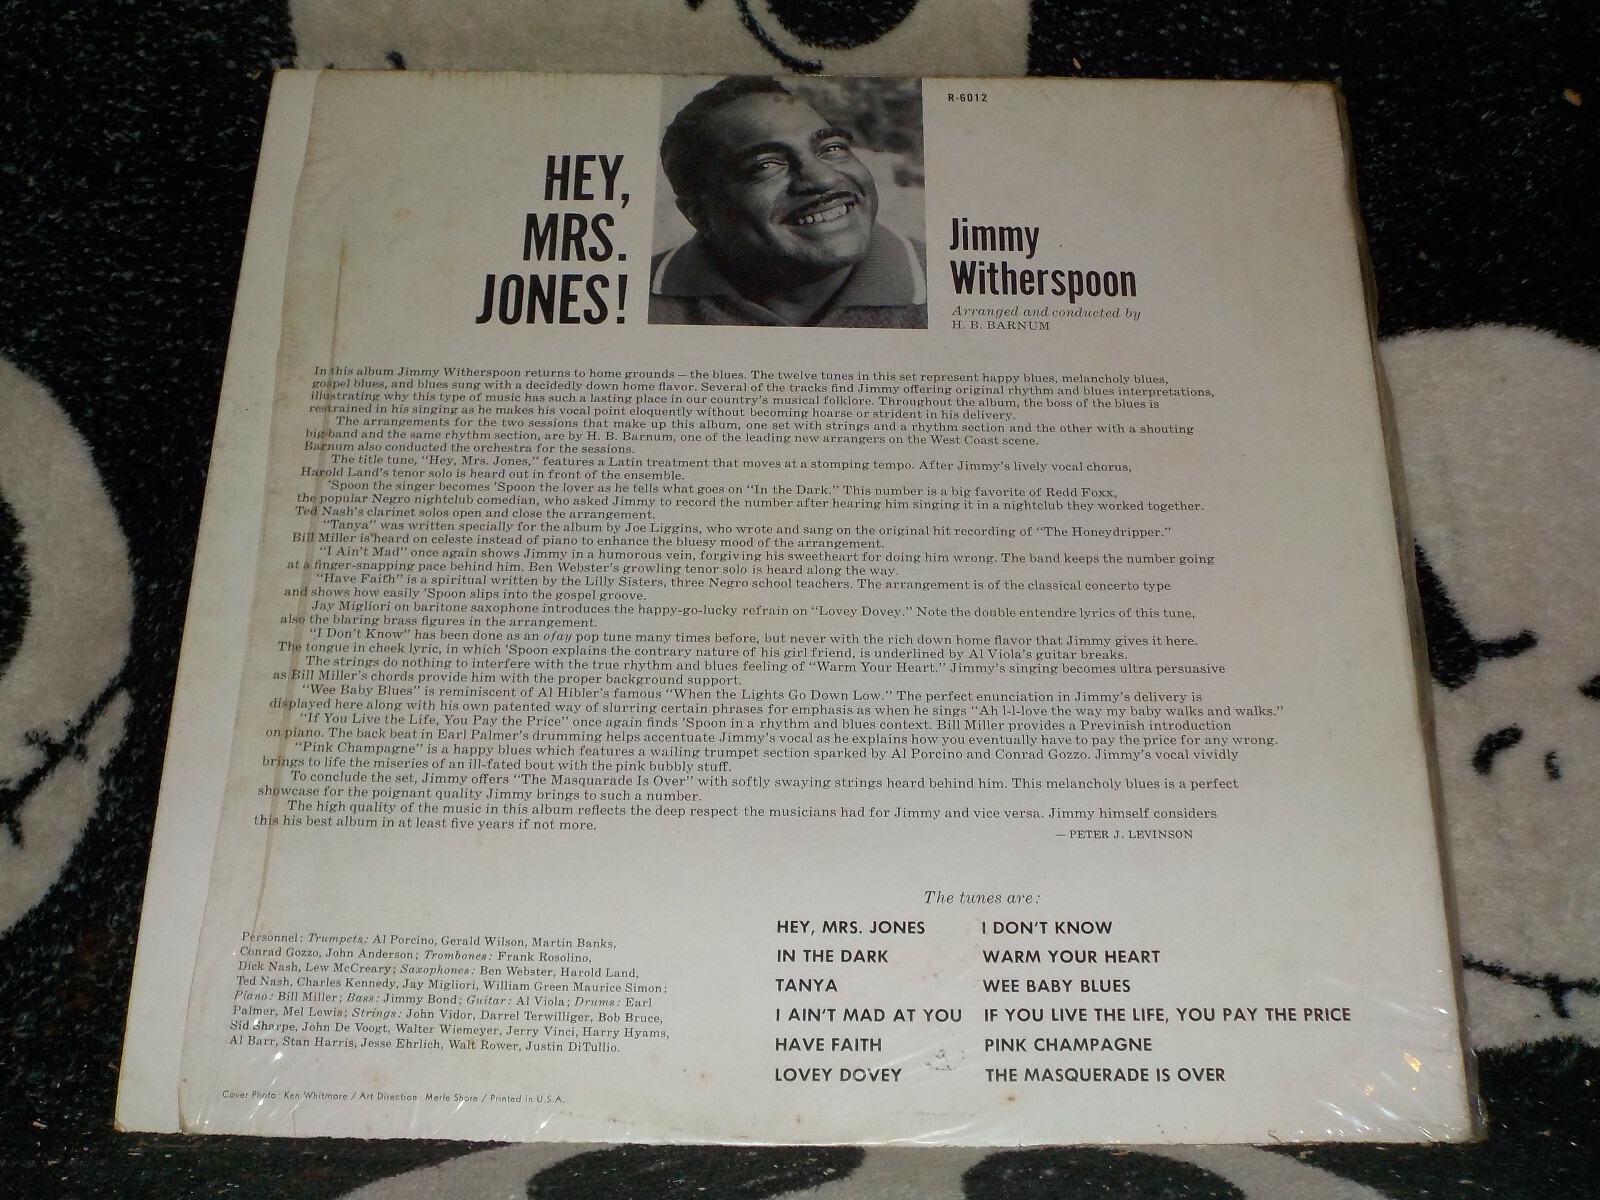 R-6012
HEY,
MRS.
JONES!
Jimmy
Witherspoon
Arranged and conducted by
H. B. BARNUM
In this album Jimmy Witherspoon returns to home grounds — the blues. The twelve tunes in this set represent happy blues, melancholy blues,
gospel blues, and blues sung with a decidedly down home flavor. Several of the tracks find Jimmy offering original rhythm and blues interpretations,
illustrating why this type of music has such a lasting place in our country's musical folklore. Throughout the album, the boss of the blues is
restrained in his singing as he makes his vocal point eloquently without becoming hoarse or strident in his delivery.
The arrangements for the two sessions that make up this album, one set with strings and a rhythm section and the other with a shouting
big band and the same rhythm section, are by H. B. Barnum, one of the leading new arrangers on the West Coast scene.
Barnum also conducted the orchestra for the sessions.
The title tune, "Hey, Mrs. Jones," features a Latin treatment that moves at a stomping tempo. After Jimmy's lively vocal chorus,
Harold Land's tenor solo is heard out in front of the ensemble.
'Spoon the singer becomes 'Spoon the lover as he tells what goes on "In the Dark." This number is a big favorite of Redd Foxx,
the popular Negro nightclub comedian, who asked Jimmy to record the number after hearing him singing it in a nightclub they worked together.
Ted Nash's clarinet solos open and close the arrangement.
"Tanya" was written specially for the album by Joe Liggins, who wrote and sang on the original hit recording of "The Honeydripper."
Bill Miller is heard on celeste instead of piano to enhance the bluesy mood of the arrangement.
"I Ain't Mad" once again shows Jimmy in a humorous vein, forgiving his sweetheart for doing him wrong. The band keeps the number going
at a finger-snapping pace behind him. Ben Webster's growling tenor solo is heard along the way.
"Have Faith" is a spiritual written by the Lilly Sisters, three Negro school teachers. The arrangement is of the classical concerto type
and shows how easily 'Spoon slips into the gospel groove.
Jay Migliori on baritone saxophone introduces the happy-go-lucky refrain on "Lovey Dovey." Note the double entendre lyrics of this tune,
also the blaring brass figures in the arrangement.
"I Don't Know" has been done as an ofay pop tune many times before, but never with the rich down home flavor that Jimmy gives it here.
The tongue in cheek lyric, in which 'Spoon explains the contrary nature of his girl friend, is underlined by Al Viola's guitar breaks.
The strings do nothing to interfere with the true rhythm and blues feeling of "Warm Your Heart." Jimmy's singing becomes ultra persuasive
as Bill Miller's chords provide him with the proper background support.
"Wee Baby Blues" is reminiscent of Al Hibler's famous "When the Lights Go Down Low." The perfect enunciation in Jimmy's delivery is
displayed here along with his own patented way of slurring certain phrases for emphasis as when he sings "Ah l-l-love the way my baby walks and walks."
"If You Live the Life, You Pay the Price" once again finds 'Spoon in a rhythm and blues context. Bill Miller provides a Previnish introduction
on piano. The back beat in Earl Palmer's drumming helps accentuate Jimmy's vocal as he explains how you eventually have to pay the price for any wrong.
"Pink Champagne" is a happy blues which features a wailing trumpet section sparked by Al Porcino and Conrad Gozzo. Jimmy's vocal vividly
brings to life the miseries of an ill-fated bout with the pink bubbly stuff.
To conclude the set, Jimmy offers "The Masquarade Is Over" with softly swaying strings heard behind him. This melancholy blues is a perfect
showcase for the poignant quality Jimmy brings to such a number.
The high quality of the music in this album reflects the deep respect the musicians had for Jimmy and vice versa. Jimmy himself considers
this his best album in at least five years if not more.
— PETER J. LEVINSON
Personnel: Trumpets: Al Porcino, Gerald Wilson, Martin Banks,
Conrad Gozzo, John Anderson; Trombones: Frank Rosolino,
Dick Nash, Lew McCreary; Saxophones: Ben Webster, Harold Land,
Ted Nash, Charles Kennedy, Jay Migliori, William Green Maurice Simon;
Piano: Bill Miller; Bass: Jimmy Bond; Guitar: Al Viola; Drums: Earl
Palmer, Mel Lewis; Strings: John Vidor, Darrel Terwilliger, Bob Bruce,
Sid Sharpe, John De Voogt, Walter Wiemeyer, Jerry Vinci, Harry Hyams,
Al Barr, Stan Harris, Jesse Ehrlich, Walt Rower, Justin DiTullio.
Cover Photo: Ken Whitmore / Art Direction: Merle Shore / Printed in U.S.A.
The tunes are:
HEY, MRS. JONES
IN THE DARK
TANYA
I AIN'T MAD AT YOU
HAVE FAITH
LOVEY DOVEY
I DON'T KNOW
WARM YOUR HEART
WEE BABY BLUES
IF YOU LIVE THE LIFE, YOU PAY THE PRICE
PINK CHAMPAGNE
THE MASQUERADE IS OVER